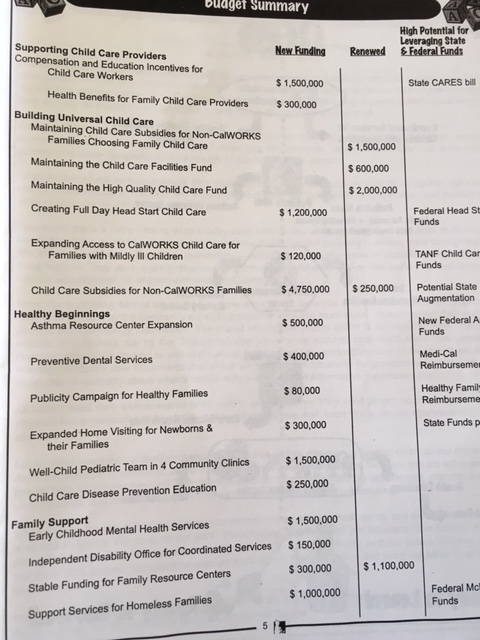 Budget Summary
High Potential for
Leveraging State
New Funding Renewed & Federal Funds
Supporting Child Care Providers
Compensation and Education Incentives for
Child Care Workers $ 1,500,000 State CARES bill
Health Benefits for Family Child Care Providers $ 300,000
Building Universal Child Care
Maintaining Child Care Subsidies for Non-CalWORKS
Families Choosing Family Child Care $ 1,500,000
Maintaining the Child Care Facilities Fund $ 600,000
Maintaining the High Quality Child Care Fund $ 2,000,000
Creating Full Day Head Start Child Care $ 1,200,000 Federal Head St
Funds
Expanding Access to CalWORKS Child Care for
Families with Mildly Ill Children $ 120,000 TANF Child Car
Funds
Child Care Subsidies for Non-CalWORKS Families $ 4,750,000 $ 250,000 Potential State
Augmentation
Healthy Beginnings
Asthma Resource Center Expansion $ 500,000 New Federal A
Funds
Preventive Dental Services $ 400,000 Medi-Cal
Reimburseme
Publicity Campaign for Healthy Families $ 80,000 Healthy Family
Reimburseme
Expanded Home Visiting for Newborns & $ 300,000 State Funds p
their Families
Well-Child Pediatric Team in 4 Community Clinics $ 1,500,000
Child Care Disease Prevention Education $ 250,000
Family Support
Early Childhood Mental Health Services $ 1,500,000
Independent Disability Office for Coordinated Services $ 150,000
Stable Funding for Family Resource Centers $ 300,000 $ 1,100,000
Support Services for Homeless Families $ 1,000,000 Federal McK
Funds
5